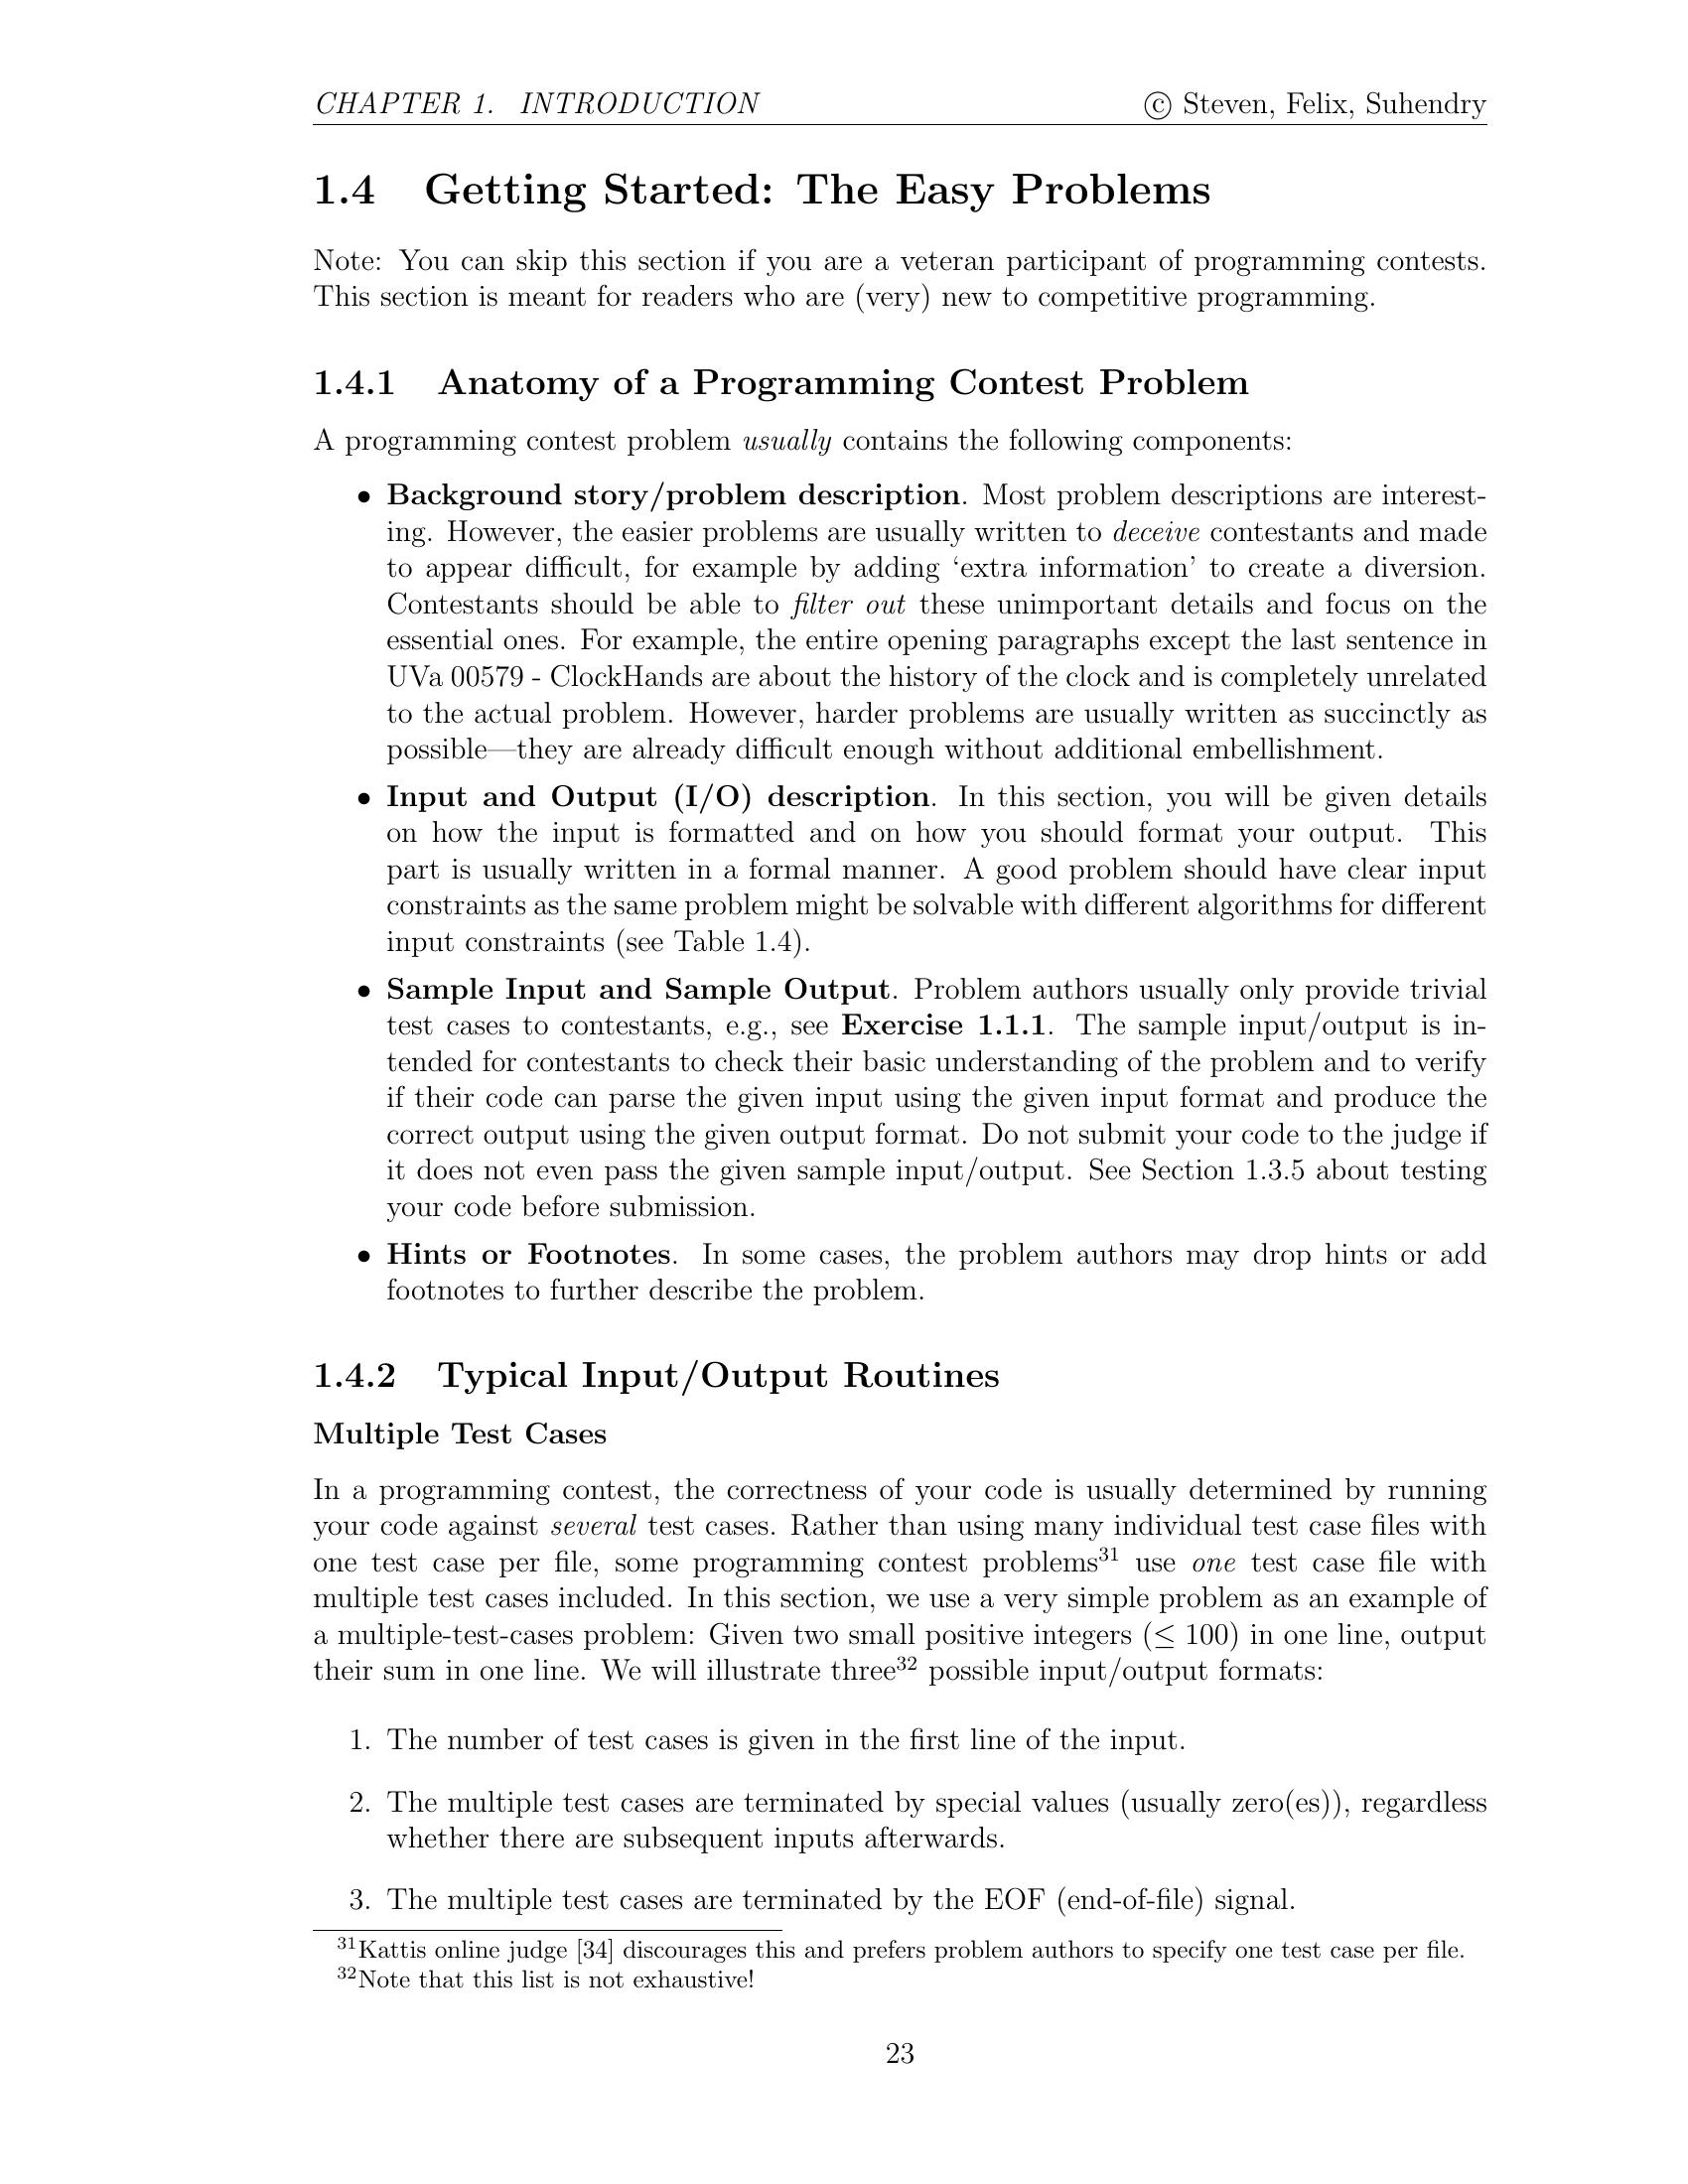 CHAPTER 1. INTRODUCTION © Steven, Felix, Suhendry
1.4 Getting Started: The Easy Problems
Note: You can skip this section if you are a veteran participant of programming contests.
This section is meant for readers who are (very) new to competitive programming.
1.4.1 Anatomy of a Programming Contest Problem
A programming contest problem usually contains the following components:
• Background story/problem description. Most problem descriptions are interest-
ing. However, the easier problems are usually written to deceive contestants and made
to appear difficult, for example by adding ‘extra information’ to create a diversion.
Contestants should be able to filter out these unimportant details and focus on the
essential ones. For example, the entire opening paragraphs except the last sentence in
UVa 00579 - ClockHands are about the history of the clock and is completely unrelated
to the actual problem. However, harder problems are usually written as succinctly as
possible—they are already difficult enough without additional embellishment.
• Input and Output (I/O) description. In this section, you will be given details
on how the input is formatted and on how you should format your output. This
part is usually written in a formal manner. A good problem should have clear input
constraints as the same problem might be solvable with different algorithms for different
input constraints (see Table 1.4).
• Sample Input and Sample Output. Problem authors usually only provide trivial
test cases to contestants, e.g., see Exercise 1.1.1. The sample input/output is in-
tended for contestants to check their basic understanding of the problem and to verify
if their code can parse the given input using the given input format and produce the
correct output using the given output format. Do not submit your code to the judge if
it does not even pass the given sample input/output. See Section 1.3.5 about testing
your code before submission.
• Hints or Footnotes. In some cases, the problem authors may drop hints or add
footnotes to further describe the problem.
1.4.2 Typical Input/Output Routines
Multiple Test Cases
In a programming contest, the correctness of your code is usually determined by running
your code against several test cases. Rather than using many individual test case files with
one test case per file, some programming contest problems³¹ use one test case file with
multiple test cases included. In this section, we use a very simple problem as an example of
a multiple-test-cases problem: Given two small positive integers (≤ 100) in one line, output
their sum in one line. We will illustrate three³² possible input/output formats:
1. The number of test cases is given in the first line of the input.
2. The multiple test cases are terminated by special values (usually zero(es)), regardless
whether there are subsequent inputs afterwards.
3. The multiple test cases are terminated by the EOF (end-of-file) signal.
³¹Kattis online judge [34] discourages this and prefers problem authors to specify one test case per file.
³²Note that this list is not exhaustive!
23